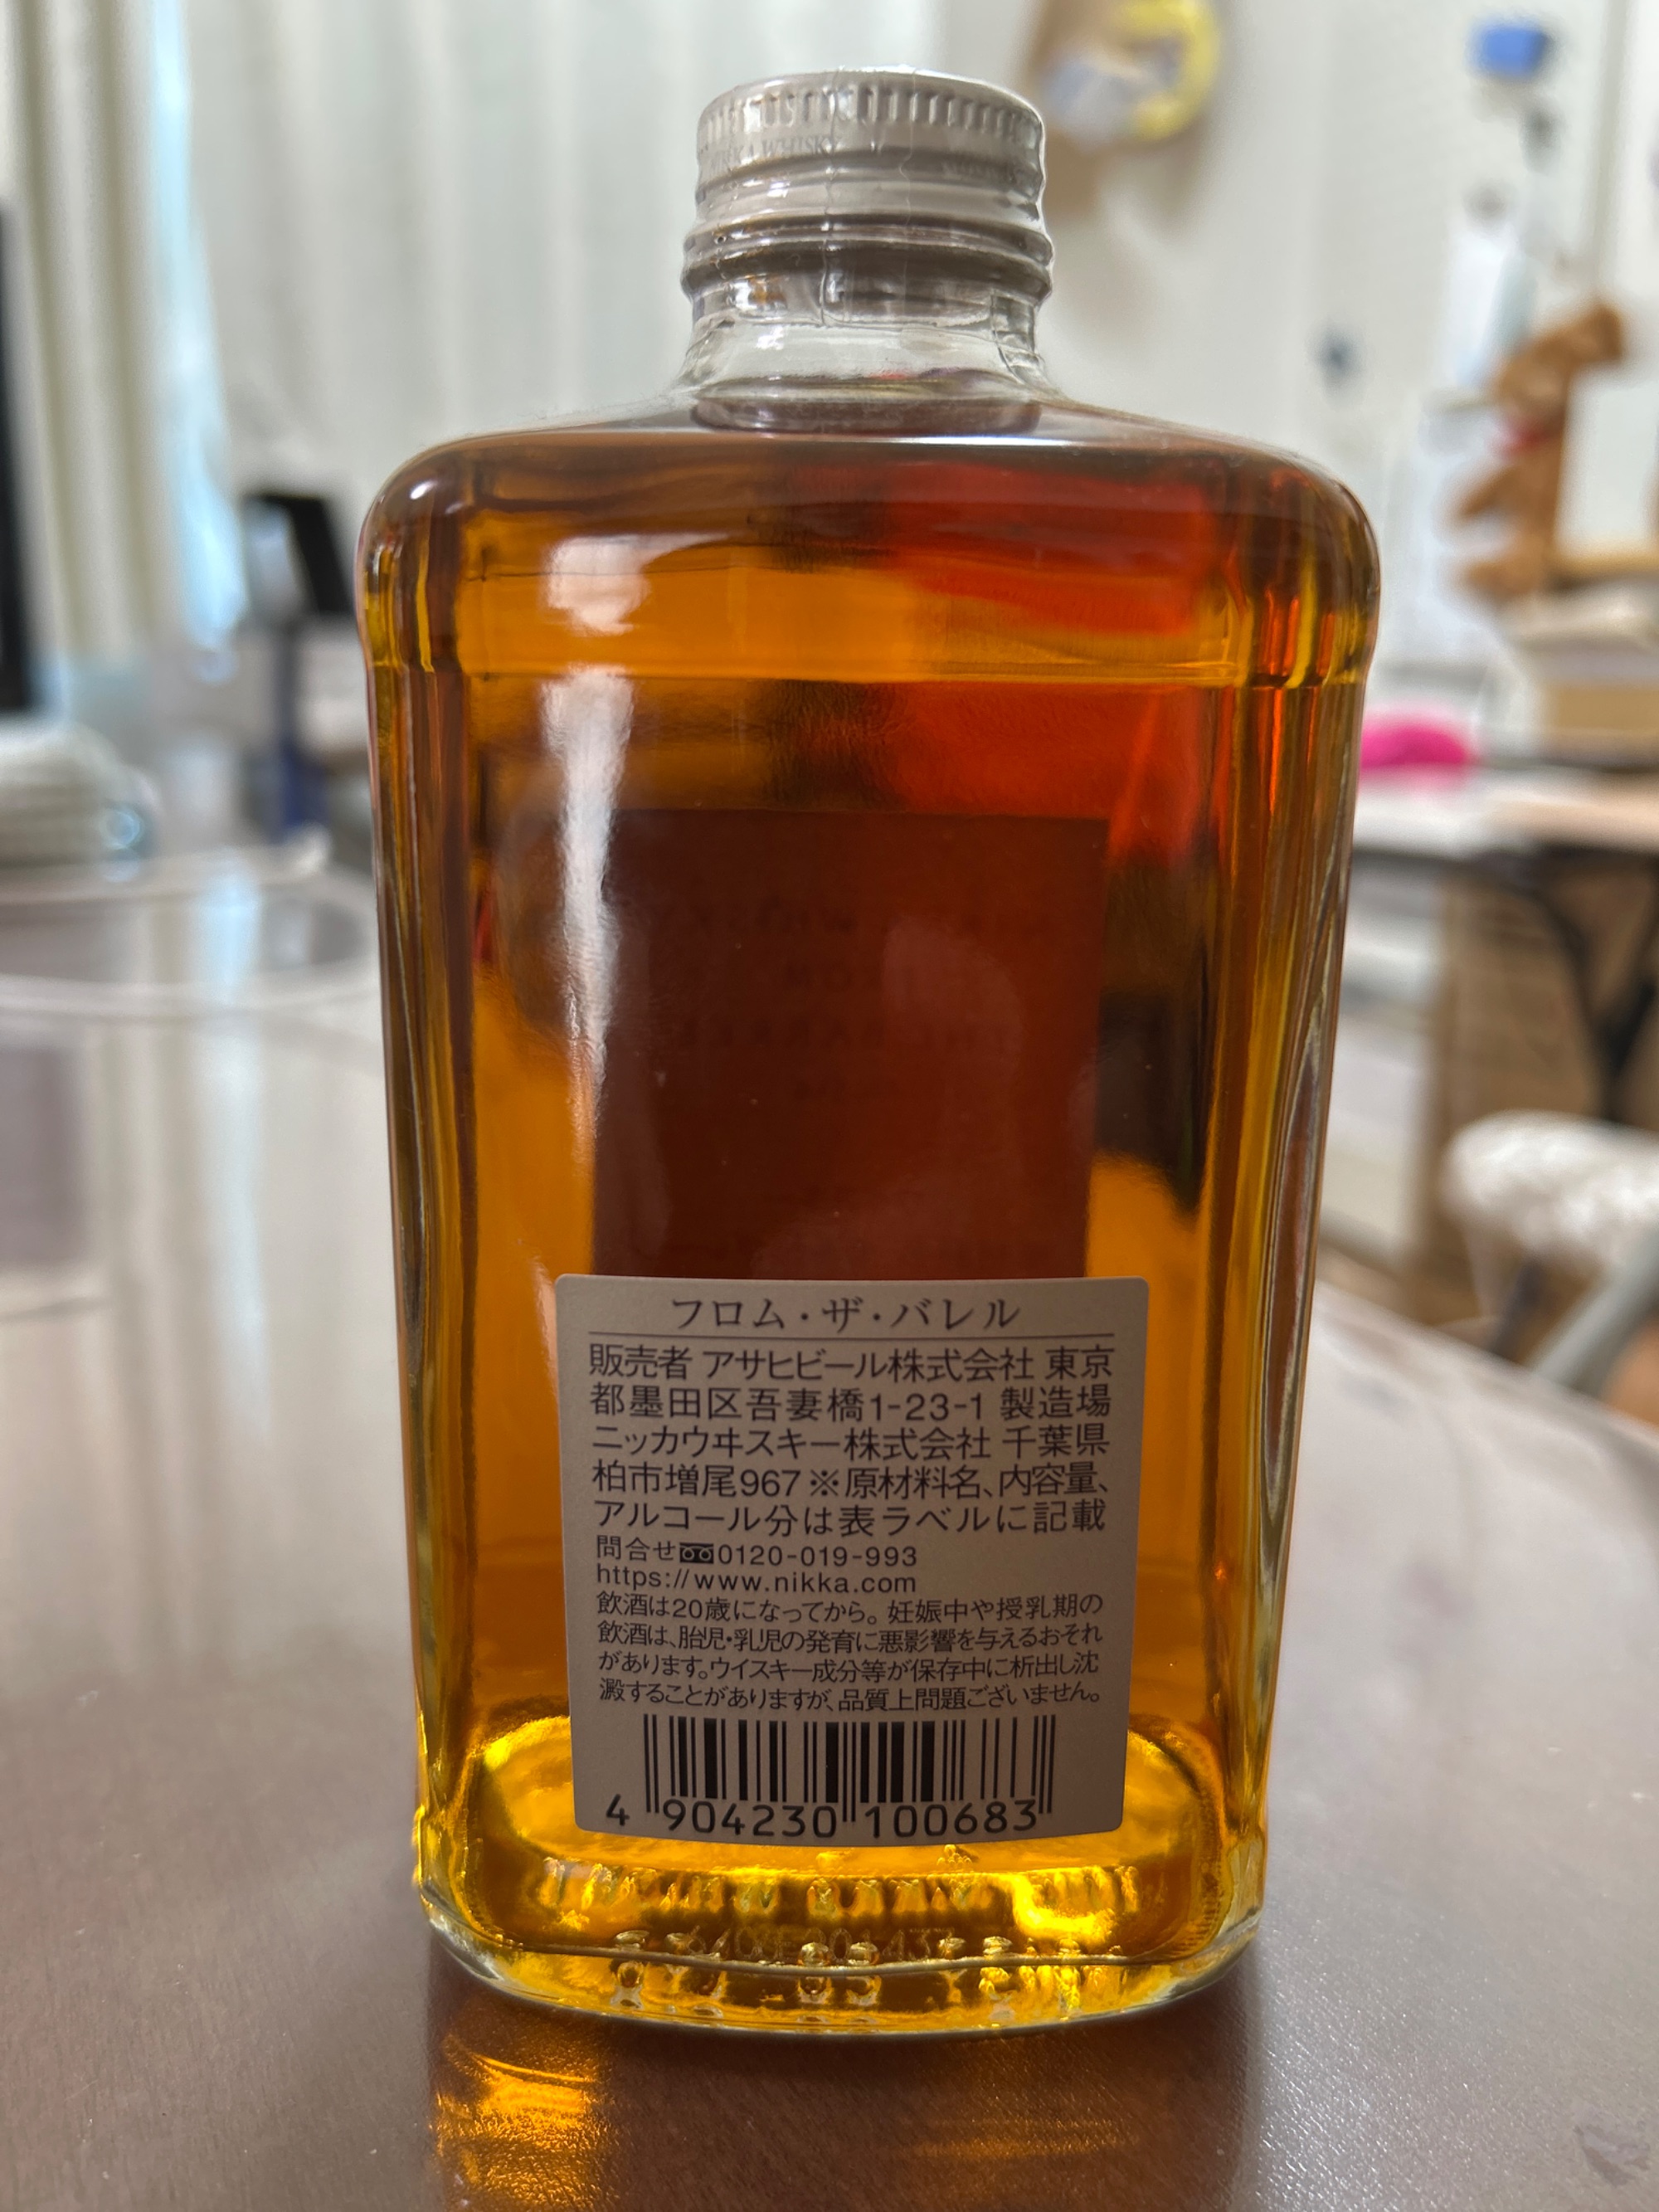 NIKKA WHISKY
フロム・ザ・バレル
販売者 アサヒビール株式会社 東京
都墨田区吾妻橋1-23-1 製造場
ニッカウヰスキー株式会社 千葉県
柏市増尾967 ※原材料名、内容量、
アルコール分は表ラベルに記載
問合せ 0120-019-993
https://www.nikka.com
飲酒は20歳になってから。妊娠中や授乳期の
飲酒は、胎児・乳児の発育に悪影響を与えるおそれ
があります。ウイスキー成分等が保存中に析出し沈
澱することがありますが、品質上問題ございません。
4 904230 100683